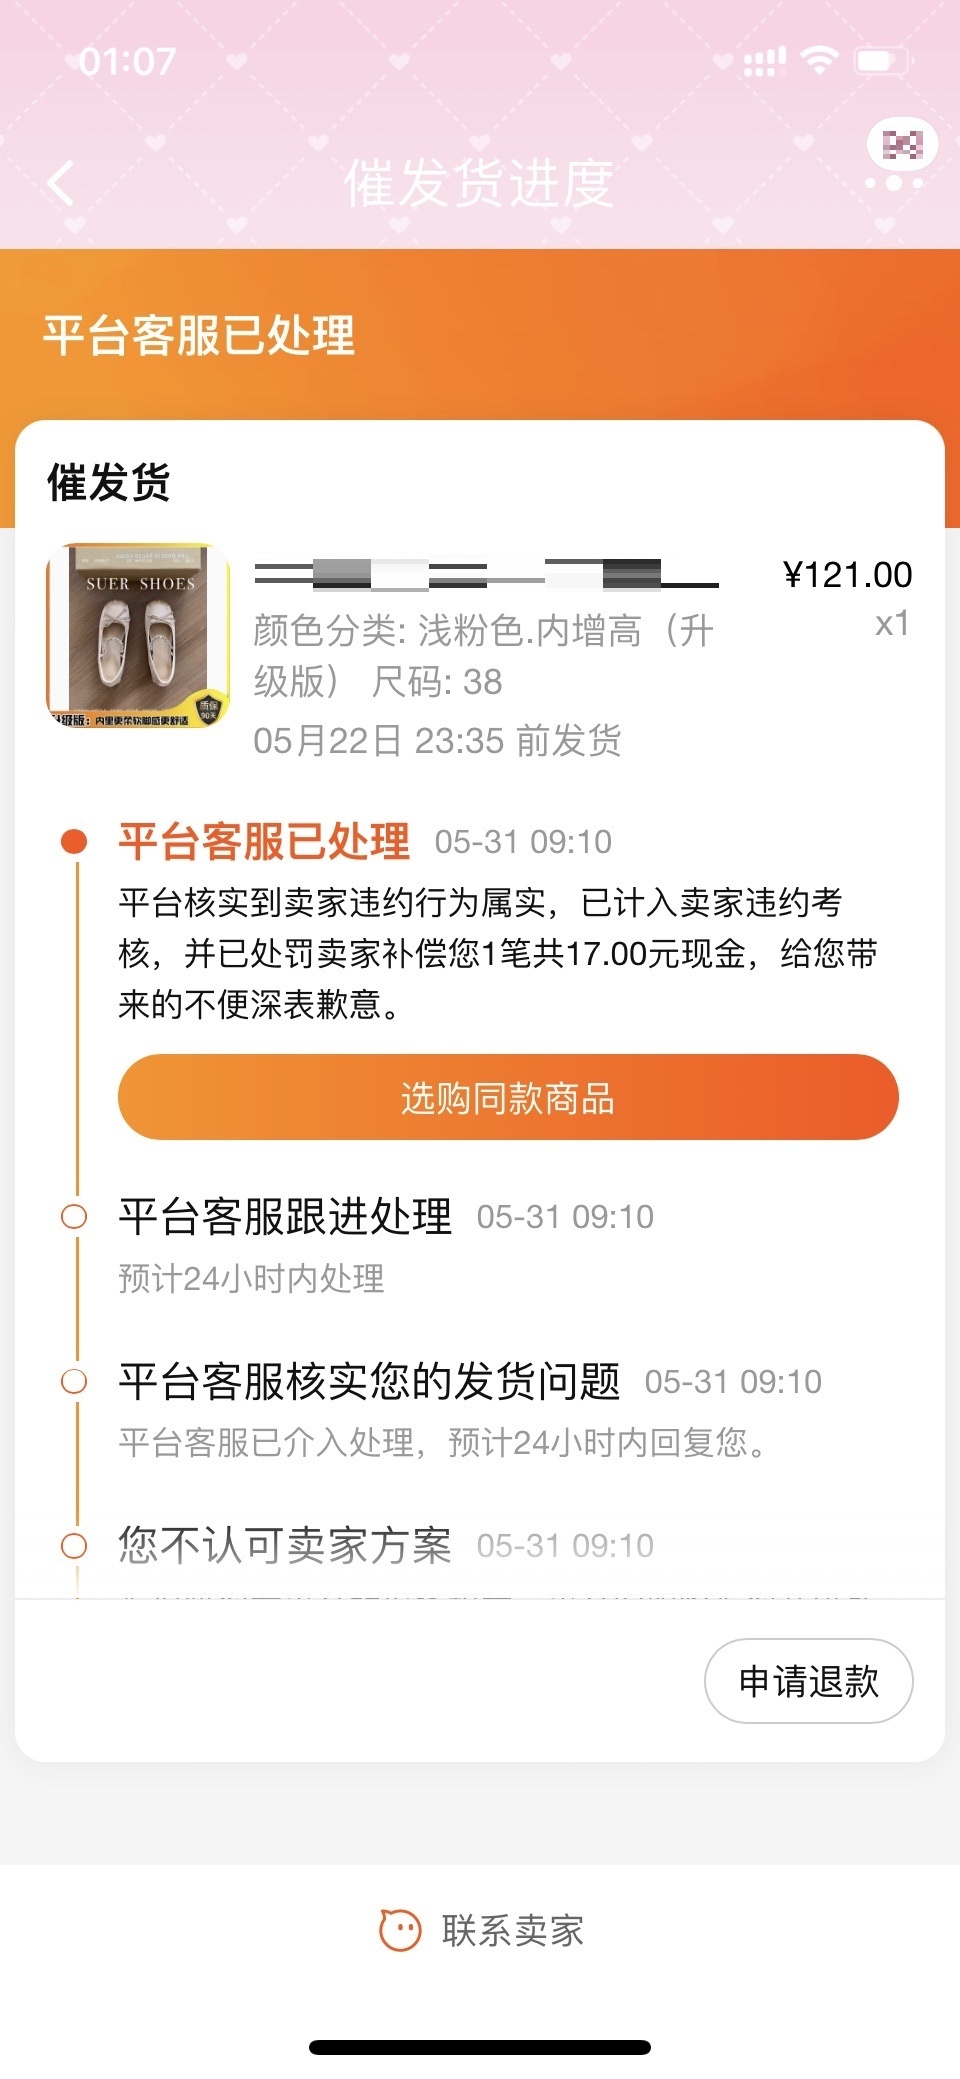 01:07
催发货进度
平台客服已处理
催发货
SUER SHOES
升级版：内里更柔软脚感更舒适
质保
90天
¥121.00
颜色分类: 浅粉色.内增高（升
x1
级版） 尺码: 38
05月22日 23:35 前发货
平台客服已处理 05-31 09:10
平台核实到卖家违约行为属实，已计入卖家违约考
核，并已处罚卖家补偿您1笔共17.00元现金，给您带
来的不便深表歉意。
选购同款商品
平台客服跟进处理 05-31 09:10
预计24小时内处理
平台客服核实您的发货问题 05-31 09:10
平台客服已介入处理，预计24小时内回复您。
您不认可卖家方案 05-31 09:10
申请退款
联系卖家